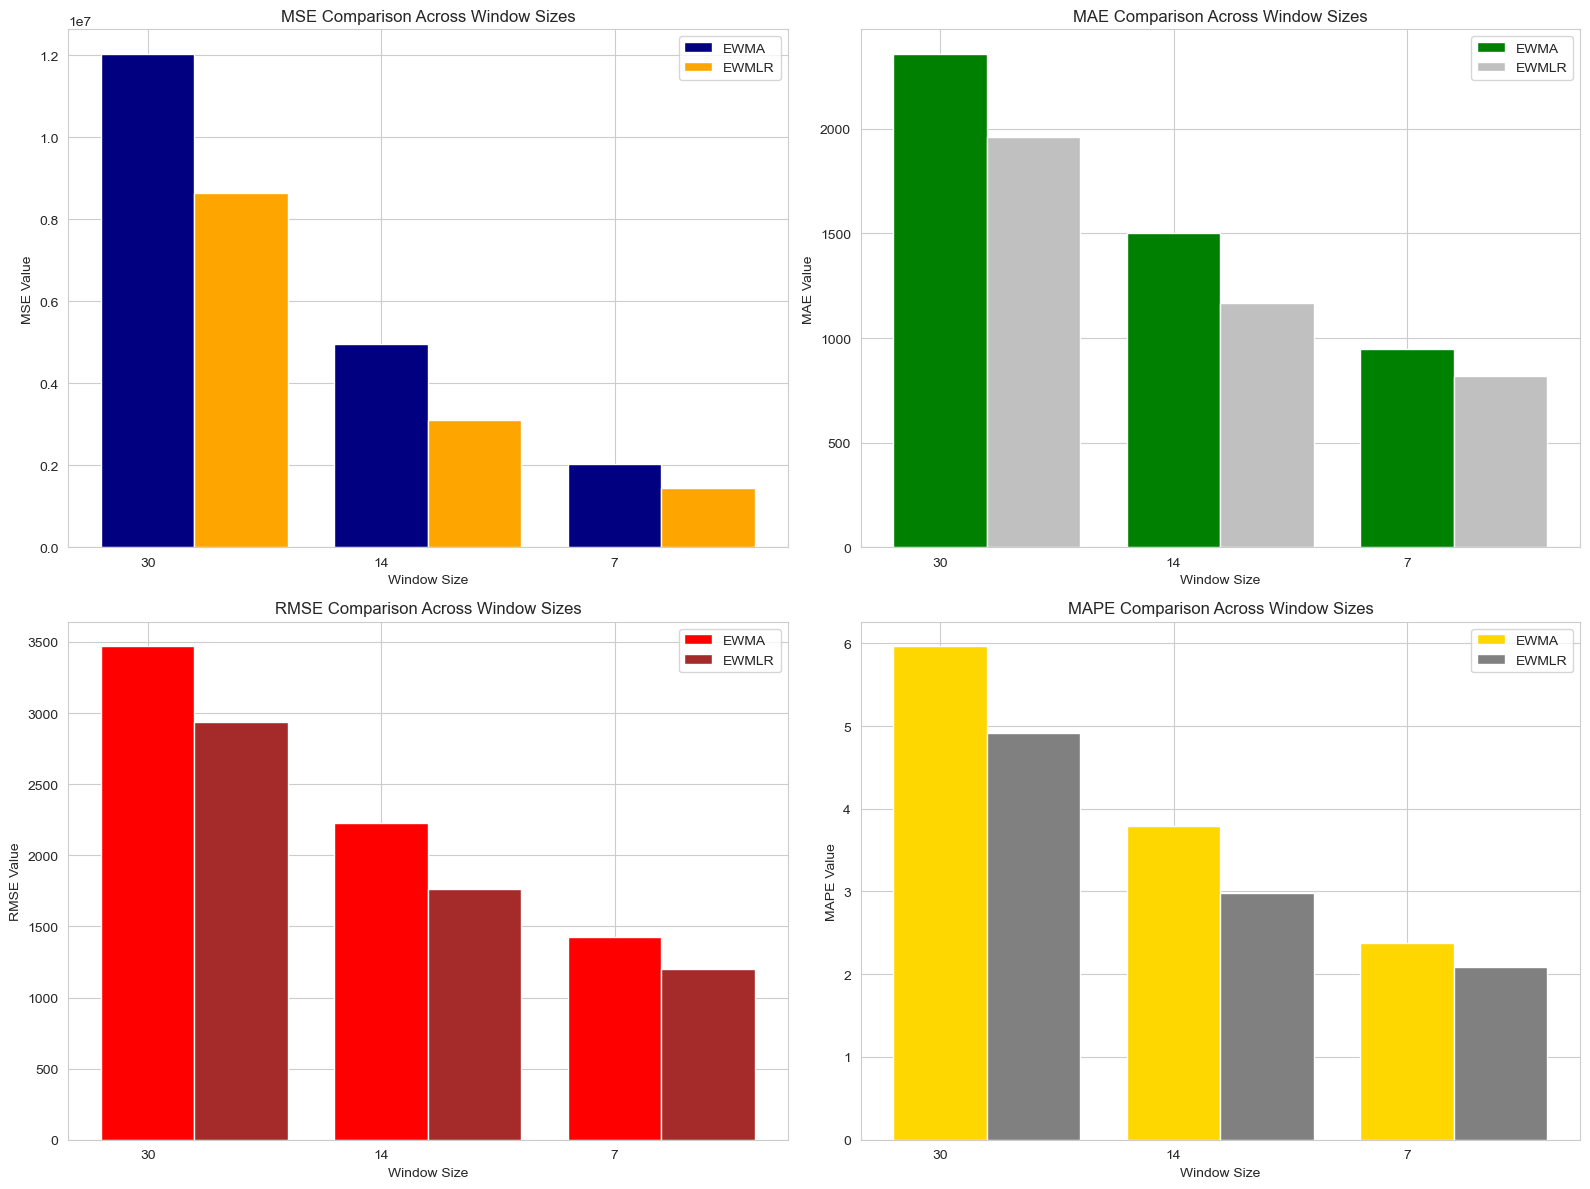 MSE Comparison Across Window Sizes
1e7
EWMA
EWMLR
1.2
1.0
0.8
0.6
0.4
0.2
0.0
MSE Value
30 14 7
Window Size
MAE Comparison Across Window Sizes
EWMA
EWMLR
2000
1500
1000
500
0
MAE Value
30 14 7
Window Size
RMSE Comparison Across Window Sizes
EWMA
EWMLR
3500
3000
2500
2000
1500
1000
500
0
RMSE Value
30 14 7
Window Size
MAPE Comparison Across Window Sizes
EWMA
EWMLR
6
5
4
3
2
1
0
MAPE Value
30 14 7
Window Size